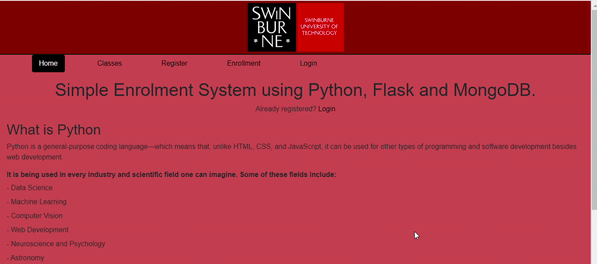 SWIN
BUR
* NE *
SWINBURNE
UNIVERSITY OF
TECHNOLOGY
Home Classes Register Enrollment Login
Simple Enrolment System using Python, Flask and MongoDB.
Already registered? Login
What is Python
Python is a general-purpose coding language—which means that, unlike HTML, CSS, and JavaScript, it can be used for other types of programming and software development besides
web development.
It is being used in every industry and scientific field one can imagine. Some of these fields include:
- Data Science
- Machine Learning
- Computer Vision
- Web Development
- Neuroscience and Psychology
- Astronomy